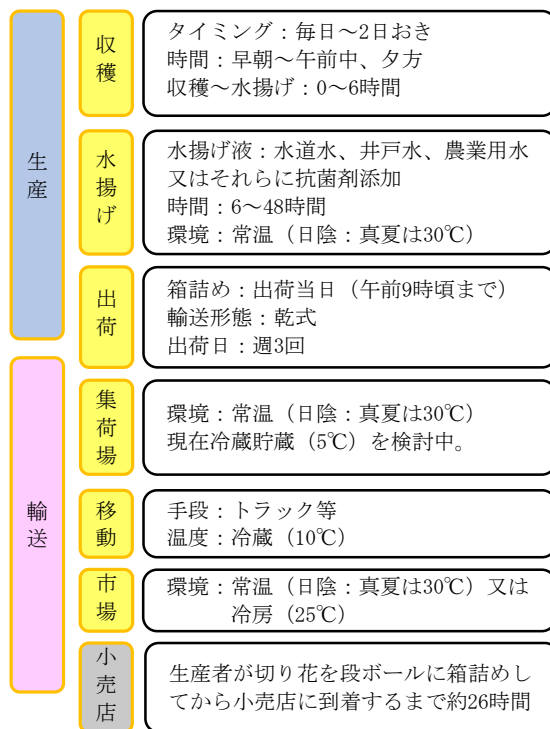 生産
収穫
タイミング：毎日～2日おき
時間：早朝～午前中、夕方
収穫～水揚げ：0～6時間
水揚げ
水揚げ液：水道水、井戸水、農業用水
又はそれらに抗菌剤添加
時間：6～48時間
環境：常温（日陰：真夏は30℃）
出荷
箱詰め：出荷当日（午前9時頃まで）
輸送形態：乾式
出荷日：週3回
輸送
集荷場
環境：常温（日陰：真夏は30℃）
現在冷蔵貯蔵（5℃）を検討中。
移動
手段：トラック等
温度：冷蔵（10℃）
市場
環境：常温（日陰：真夏は30℃）又は
冷房（25℃）
小売店
生産者が切り花を段ボールに箱詰めし
てから小売店に到着するまで約26時間